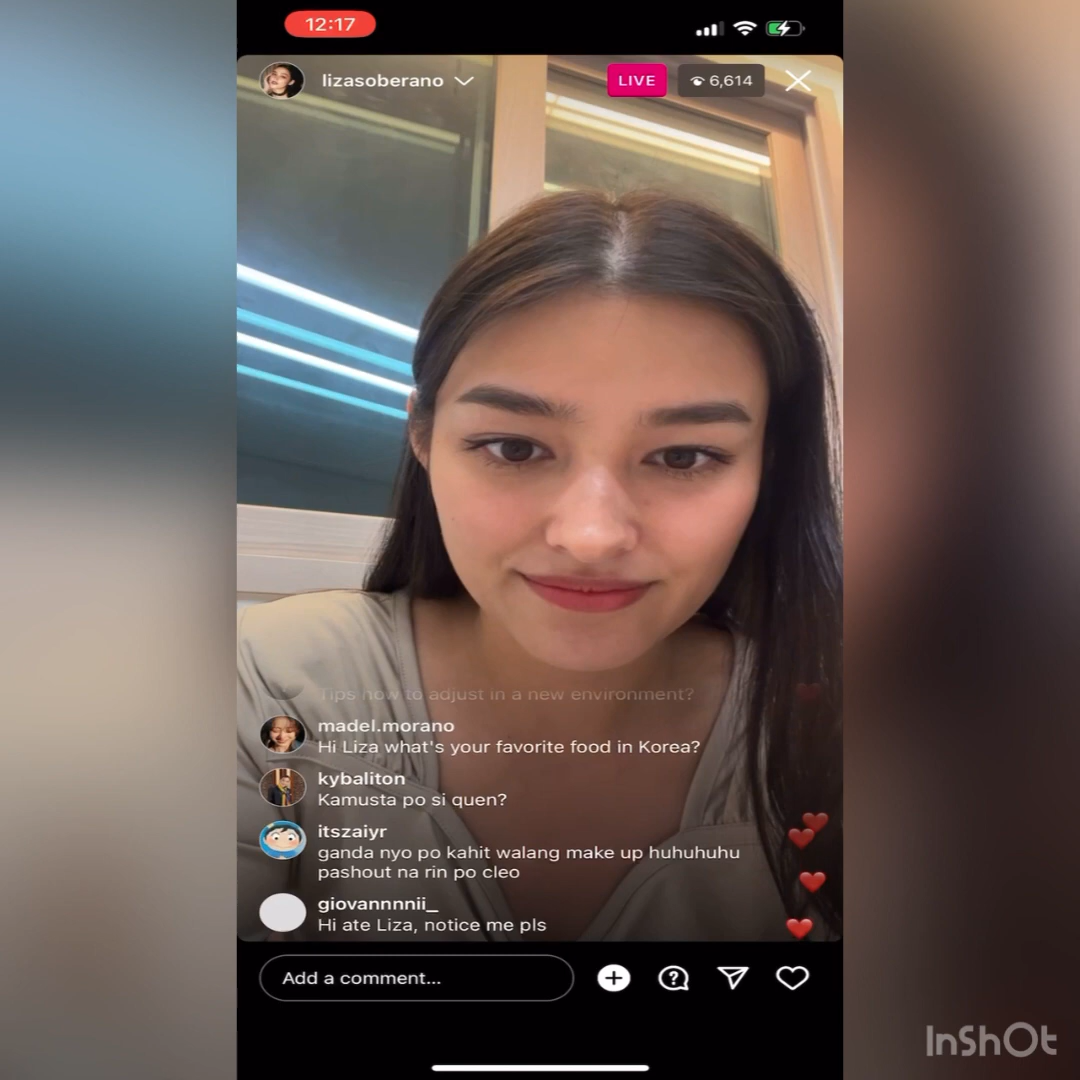 12:17
lizasoberano
LIVE
6,614
Tips how to adjust in a new environment?
madel.morano
Hi Liza what's your favorite food in Korea?
kybaliton
Kamusta po si quen?
itszaiyr
ganda nyo po kahit walang make up huhuhuhu
pashout na rin po cleo
giovannnnii_
Hi ate Liza, notice me pls
Add a comment...
InShOt